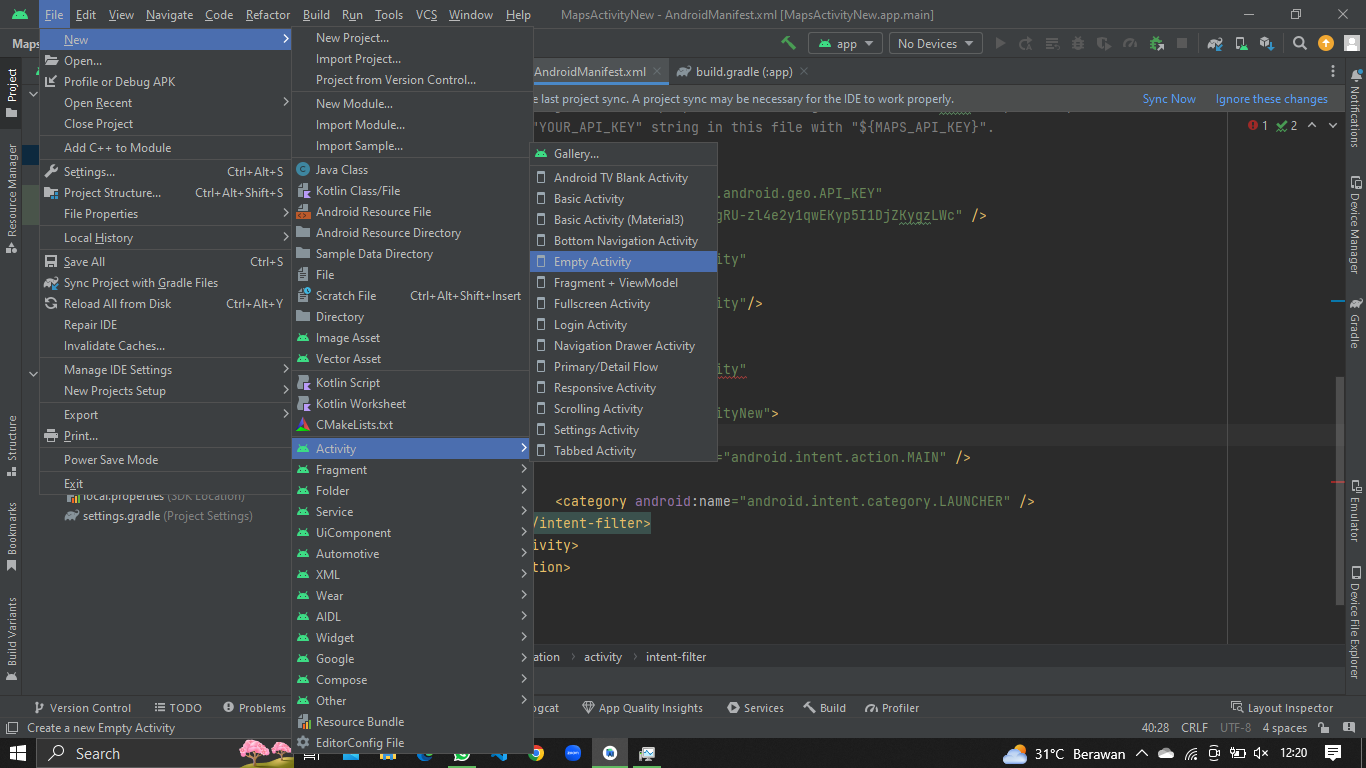 File Edit View Navigate Code Refactor Build Run Tools VCS Window Help MapsActivityNew - AndroidManifest.xml [MapsActivityNew.app.main]
Maps app No Devices
AndroidManifest.xml build.gradle (:app)
e last project sync. A project sync may be necessary for the IDE to work properly. Sync Now Ignore these changes
New
Open...
Profile or Debug APK
Open Recent
Close Project
Add C++ to Module
Settings... Ctrl+Alt+S
Project Structure... Ctrl+Alt+Shift+S
File Properties
Local History
Save All Ctrl+S
Sync Project with Gradle Files
Reload All from Disk Ctrl+Alt+Y
Repair IDE
Invalidate Caches...
Manage IDE Settings
New Projects Setup
Export
Print...
Power Save Mode
Exit
local.properties (SDK Location)
settings.gradle (Project Settings)
New Project...
Import Project...
Project from Version Control...
New Module...
Import Module...
Import Sample...
Java Class
Kotlin Class/File
Android Resource File
Android Resource Directory
Sample Data Directory
File
Scratch File Ctrl+Alt+Shift+Insert
Directory
Image Asset
Vector Asset
Kotlin Script
Kotlin Worksheet
CMakeLists.txt
Activity
Fragment
Folder
Service
UiComponent
Automotive
XML
Wear
AIDL
Widget
Google
Compose
Other
Resource Bundle
EditorConfig File
Gallery...
Android TV Blank Activity
Basic Activity
Basic Activity (Material3)
Bottom Navigation Activity
Empty Activity
Fragment + ViewModel
Fullscreen Activity
Login Activity
Navigation Drawer Activity
Primary/Detail Flow
Responsive Activity
Scrolling Activity
Settings Activity
Tabbed Activity
"YOUR_API_KEY" string in this file with "${MAPS_API_KEY}".
1 2
.android.geo.API_KEY"
gRU-zl4e2y1qwEKyp5I1DjZKygzLWc" />
ity"
ity"/>
ity"
ityNew">
="android.intent.action.MAIN" />
<category android:name="android.intent.category.LAUNCHER" />
/intent-filter>
ivity>
tion>
ation activity intent-filter
Project
Resource Manager
Structure
Bookmarks
Build Variants
Notifications
Device Manager
Gradle
Emulator
Device File Explorer
Version Control TODO Problems ogcat App Quality Insights Services Build Profiler Layout Inspector
Create a new Empty Activity 40:28 CRLF UTF-8 4 spaces
Search 31°C Berawan 12:20